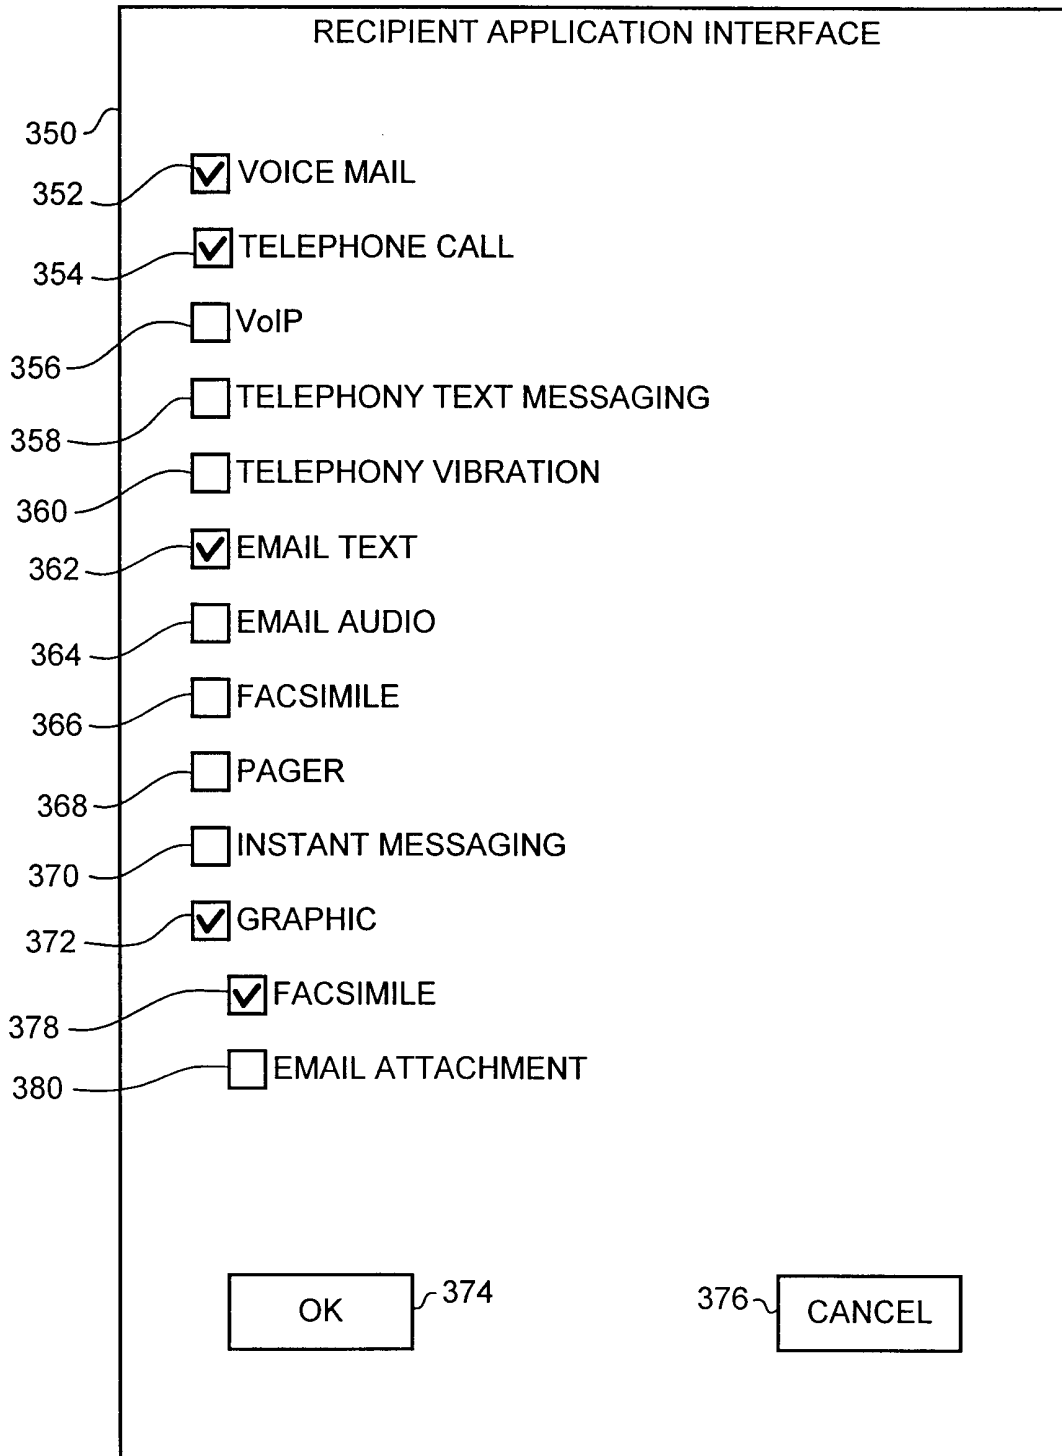 RECIPIENT APPLICATION INTERFACE
350
352 VOICE MAIL
354 TELEPHONE CALL
356 VoIP
358 TELEPHONY TEXT MESSAGING
360 TELEPHONY VIBRATION
362 EMAIL TEXT
364 EMAIL AUDIO
366 FACSIMILE
368 PAGER
370 INSTANT MESSAGING
372 GRAPHIC
378 FACSIMILE
380 EMAIL ATTACHMENT
OK 374 376 CANCEL